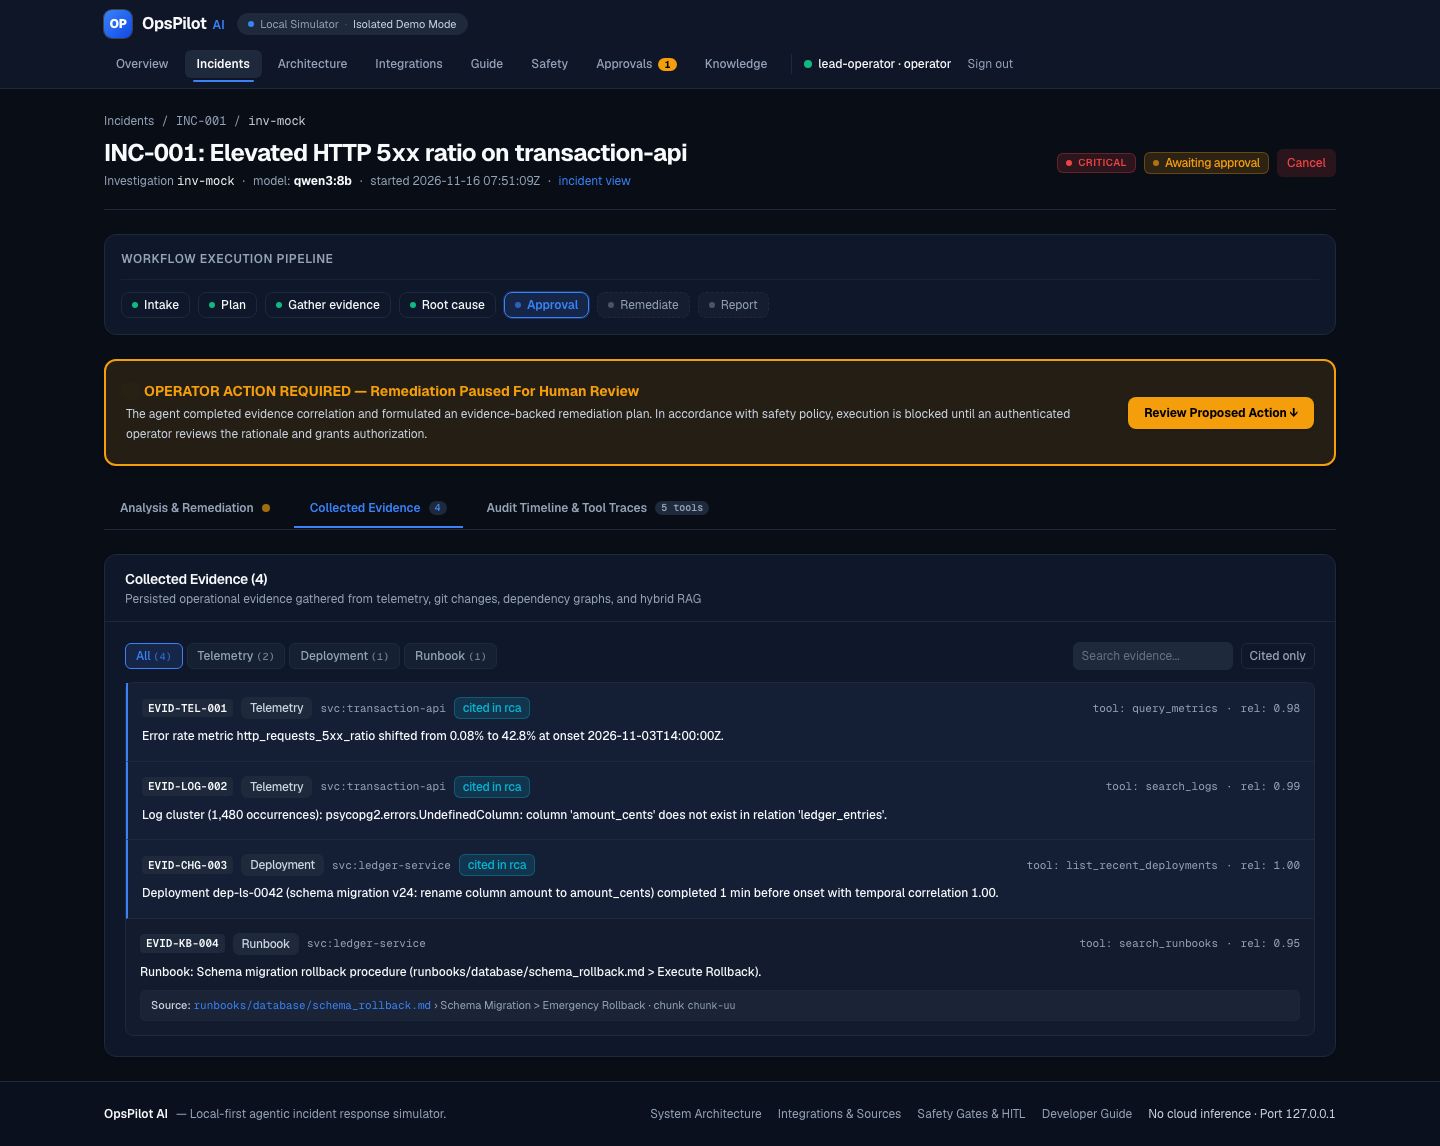 OP OpsPilot AI Local Simulator · Isolated Demo Mode
Overview Incidents Architecture Integrations Guide Safety Approvals 1 Knowledge lead-operator · operator Sign out
Incidents / INC-001 / inv-mock
INC-001: Elevated HTTP 5xx ratio on transaction-api
CRITICAL Awaiting approval Cancel
Investigation inv-mock · model: qwen3:8b · started 2026-11-16 07:51:09Z · incident view
WORKFLOW EXECUTION PIPELINE
Intake Plan Gather evidence Root cause Approval Remediate Report
OPERATOR ACTION REQUIRED — Remediation Paused For Human Review
The agent completed evidence correlation and formulated an evidence-backed remediation plan. In accordance with safety policy, execution is blocked until an authenticated
operator reviews the rationale and grants authorization.
Review Proposed Action ↓
Analysis & Remediation Collected Evidence 4 Audit Timeline & Tool Traces 5 tools
Collected Evidence (4)
Persisted operational evidence gathered from telemetry, git changes, dependency graphs, and hybrid RAG
All (4) Telemetry (2) Deployment (1) Runbook (1) Search evidence... Cited only
EVID-TEL-001 Telemetry svc:transaction-api cited in rca tool: query_metrics · rel: 0.98
Error rate metric http_requests_5xx_ratio shifted from 0.08% to 42.8% at onset 2026-11-03T14:00:00Z.
EVID-LOG-002 Telemetry svc:transaction-api cited in rca tool: search_logs · rel: 0.99
Log cluster (1,480 occurrences): psycopg2.errors.UndefinedColumn: column 'amount_cents' does not exist in relation 'ledger_entries'.
EVID-CHG-003 Deployment svc:ledger-service cited in rca tool: list_recent_deployments · rel: 1.00
Deployment dep-ls-0042 (schema migration v24: rename column amount to amount_cents) completed 1 min before onset with temporal correlation 1.00.
EVID-KB-004 Runbook svc:ledger-service tool: search_runbooks · rel: 0.95
Runbook: Schema migration rollback procedure (runbooks/database/schema_rollback.md > Execute Rollback).
Source: runbooks/database/schema_rollback.md › Schema Migration > Emergency Rollback · chunk chunk-uu
OpsPilot AI — Local-first agentic incident response simulator. System Architecture Integrations & Sources Safety Gates & HITL Developer Guide No cloud inference · Port 127.0.0.1